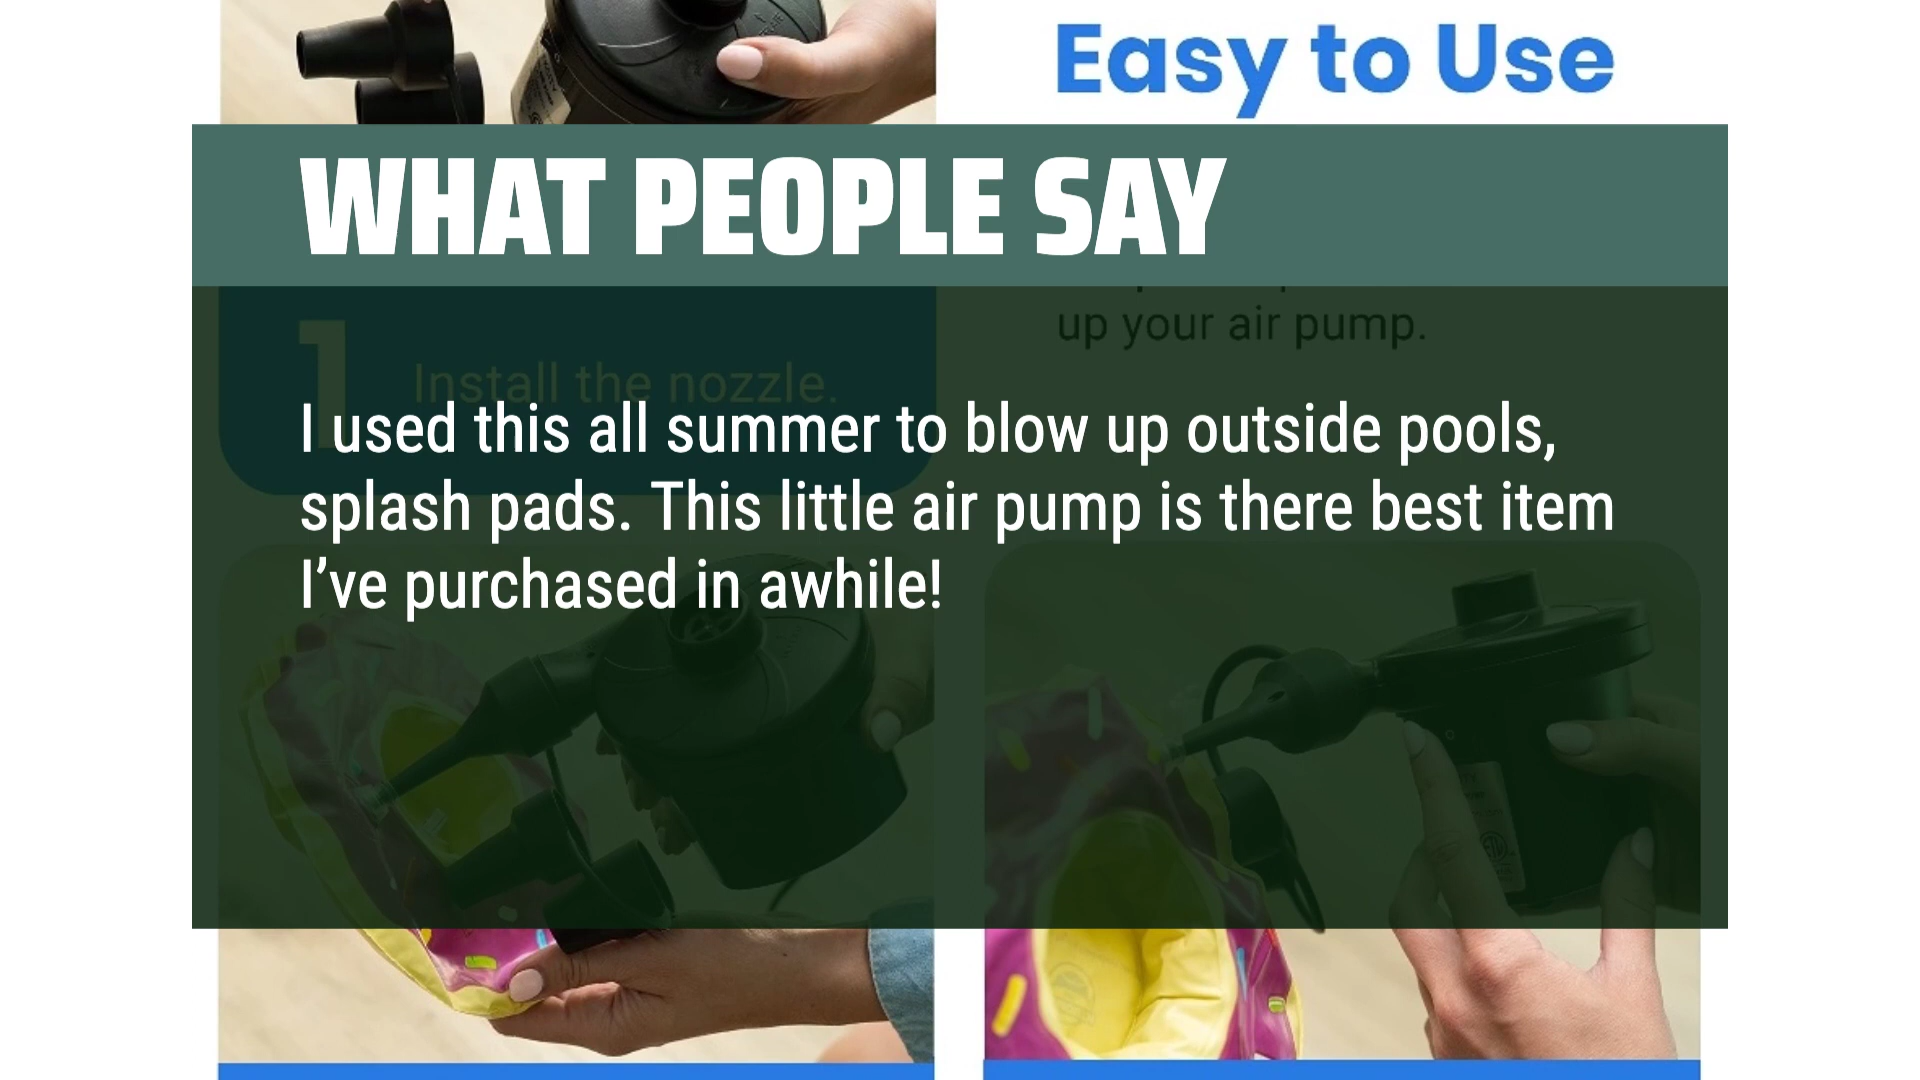 Easy to Use
WHAT PEOPLE SAY
up your air pump.
1 Install the nozzle.
I used this all summer to blow up outside pools,
splash pads. This little air pump is there best item
I’ve purchased in awhile!